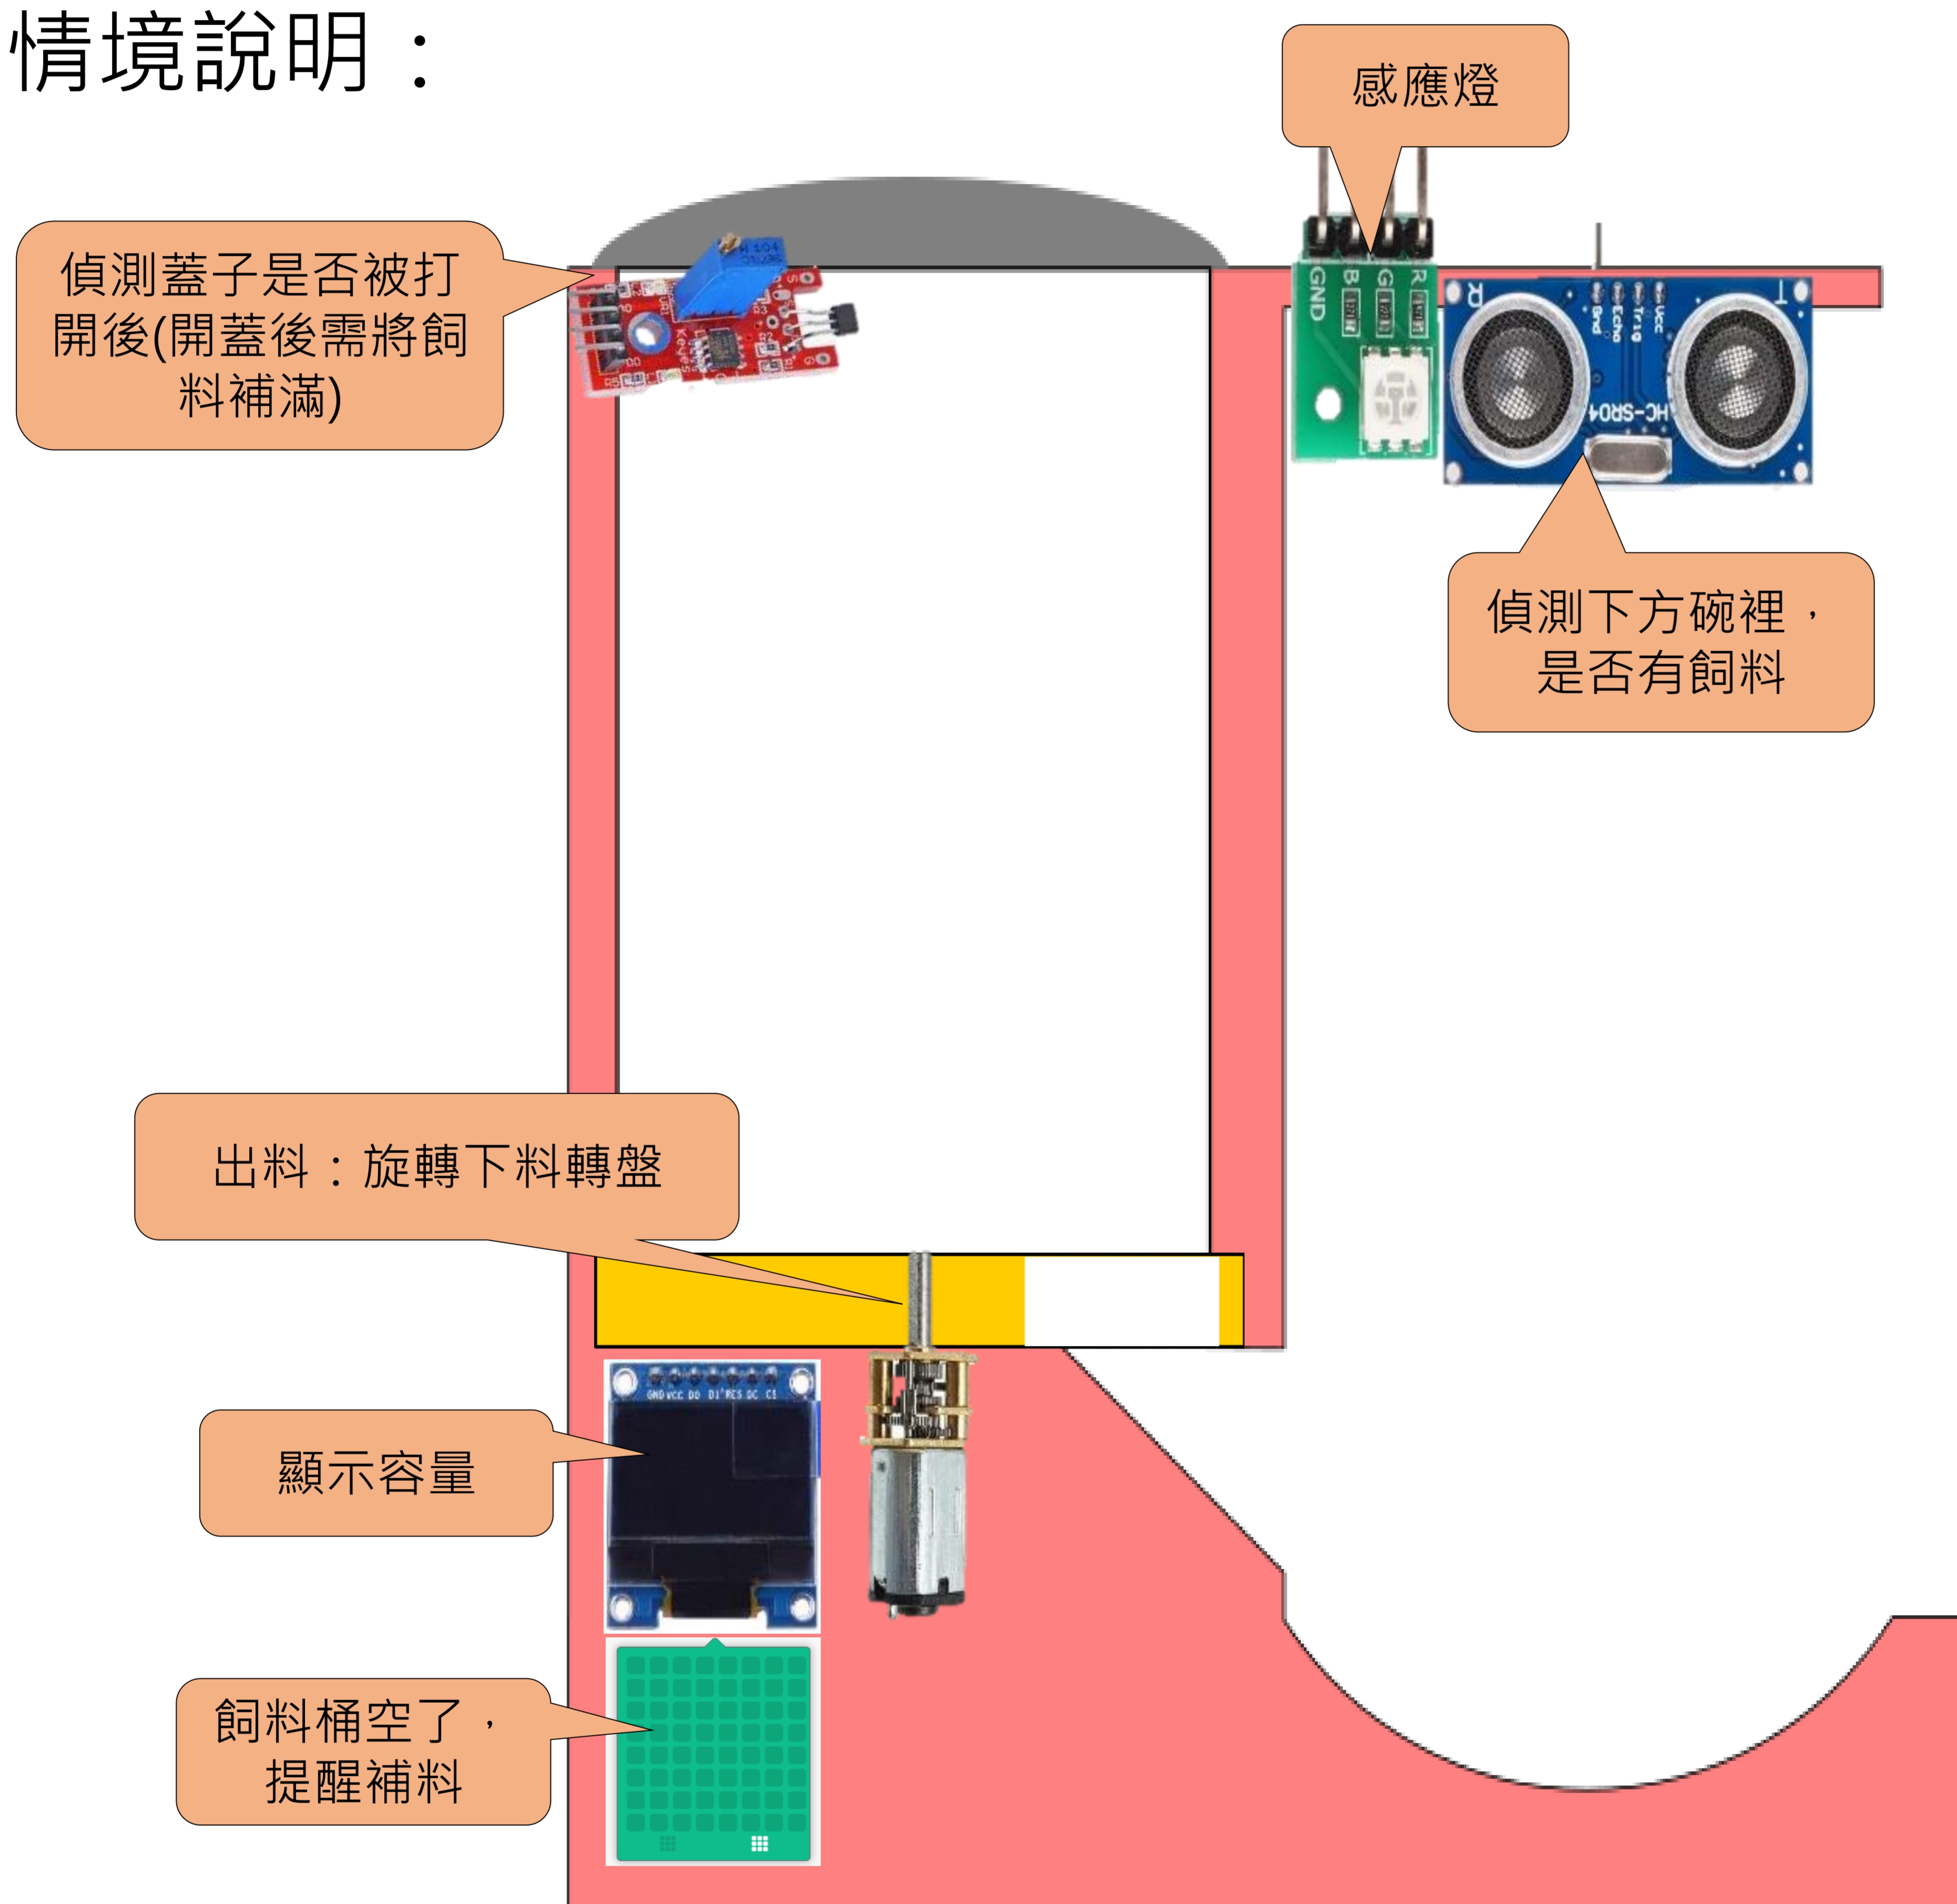 情境說明：
感應燈
偵測蓋子是否被打
開後(開蓋後需將飼
料補滿)
GND
B
G
R
R
T
Gnd
Echo
Trig
Vcc
HC-SR04
偵測下方碗裡，
是否有飼料
出料：旋轉下料轉盤
GND VCC D0 D1 RES DC CS
顯示容量
飼料桶空了，
提醒補料